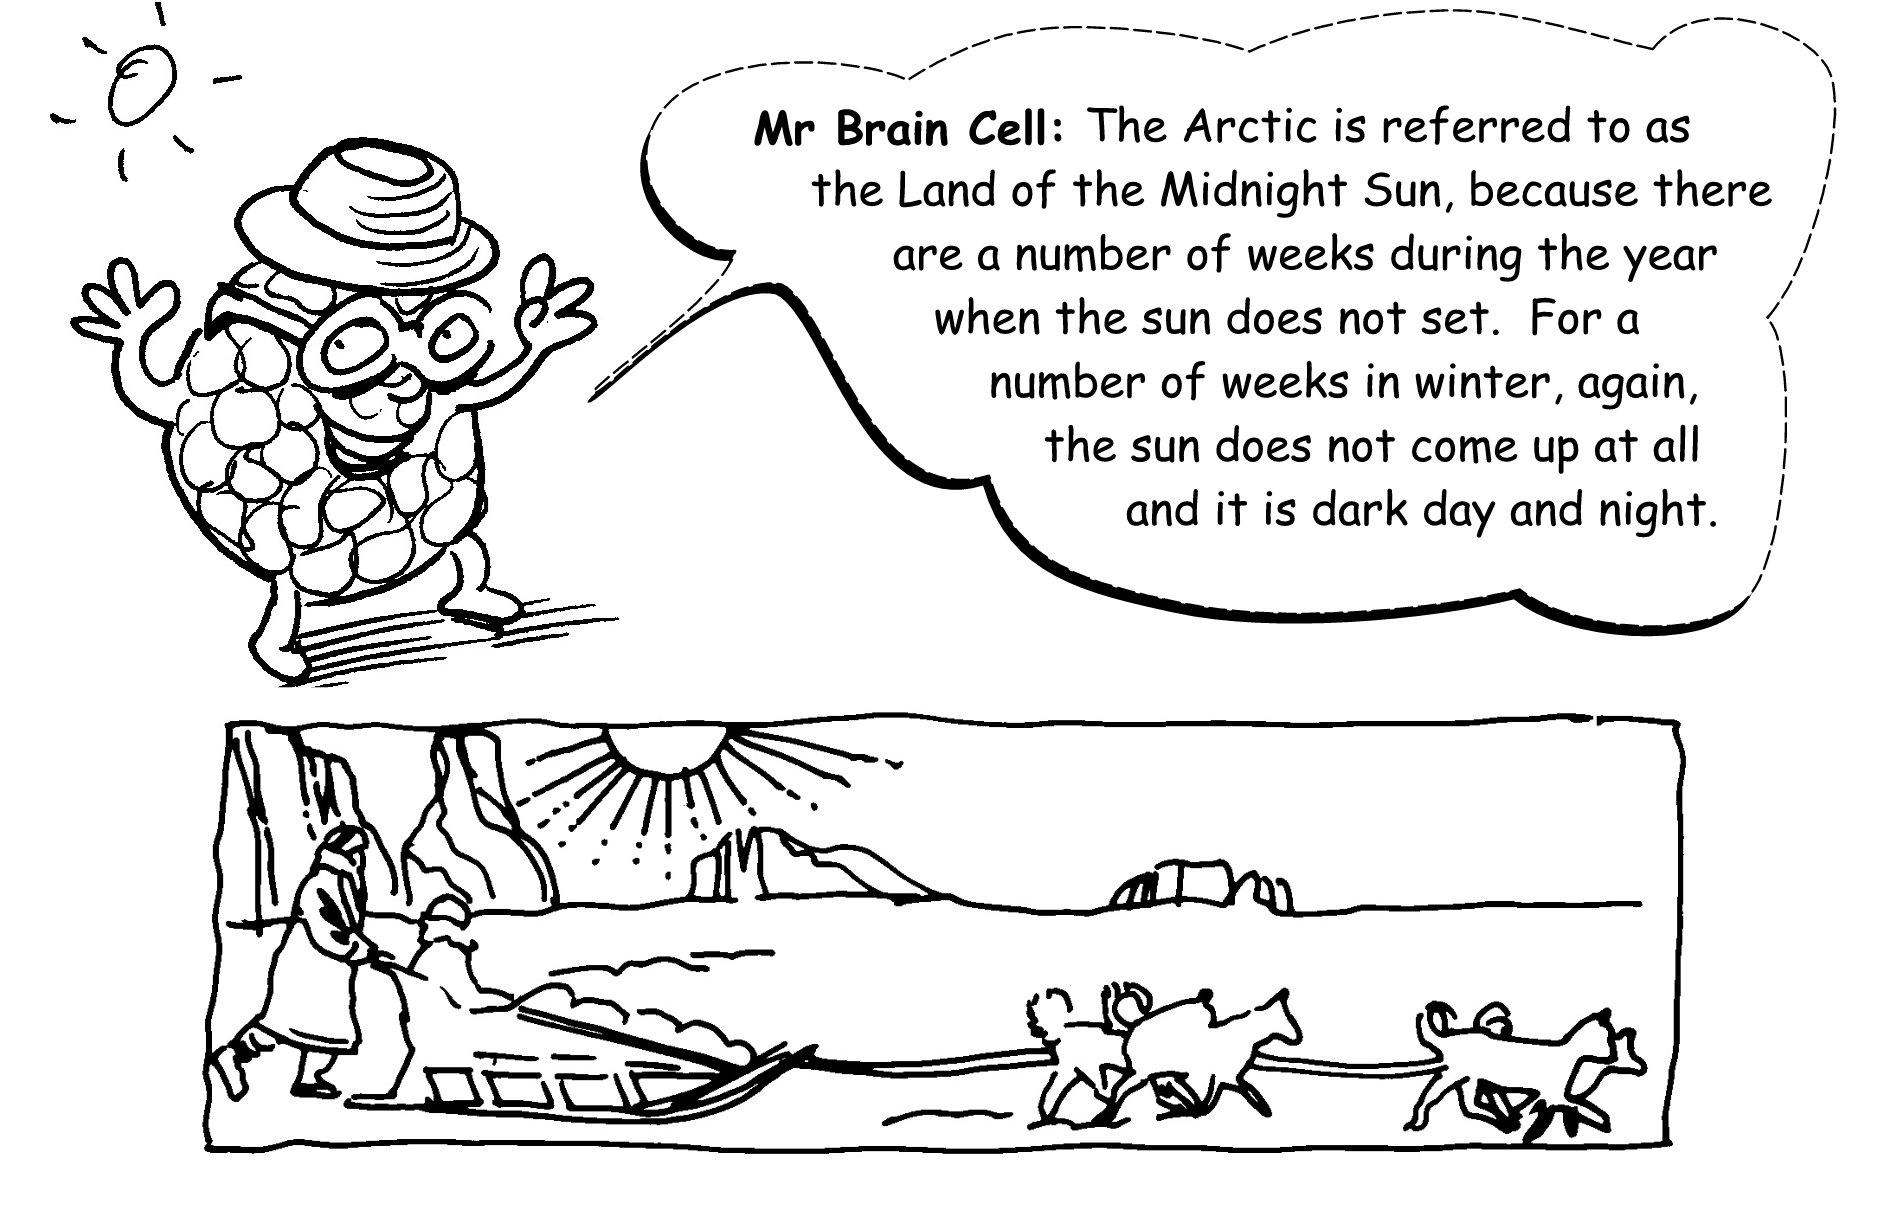 Mr Brain Cell: The Arctic is referred to as
the Land of the Midnight Sun, because there
are a number of weeks during the year
when the sun does not set. For a
number of weeks in winter, again,
the sun does not come up at all
and it is dark day and night.